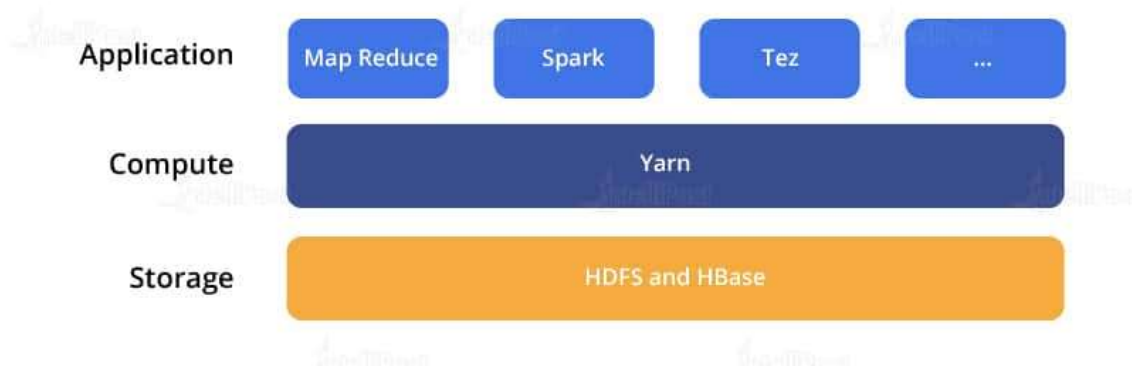 Application
Map Reduce
Spark
Tez
...
Compute
Yarn
Storage
HDFS and HBase